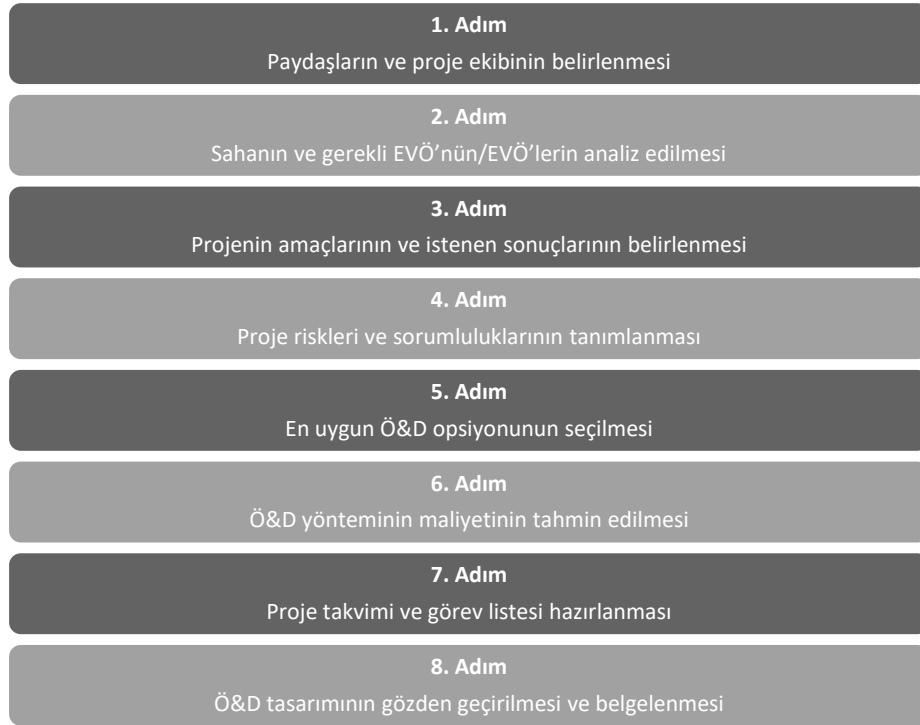 1. Adım
Paydaşların ve proje ekibinin belirlenmesi
2. Adım
Sahanın ve gerekli EVÖ’nün/EVÖ’lerin analiz edilmesi
3. Adım
Projenin amaçlarının ve istenen sonuçlarının belirlenmesi
4. Adım
Proje riskleri ve sorumluluklarının tanımlanması
5. Adım
En uygun Ö&D opsiyonunun seçilmesi
6. Adım
Ö&D yönteminin maliyetinin tahmin edilmesi
7. Adım
Proje takvimi ve görev listesi hazırlanması
8. Adım
Ö&D tasarımının gözden geçirilmesi ve belgelenmesi